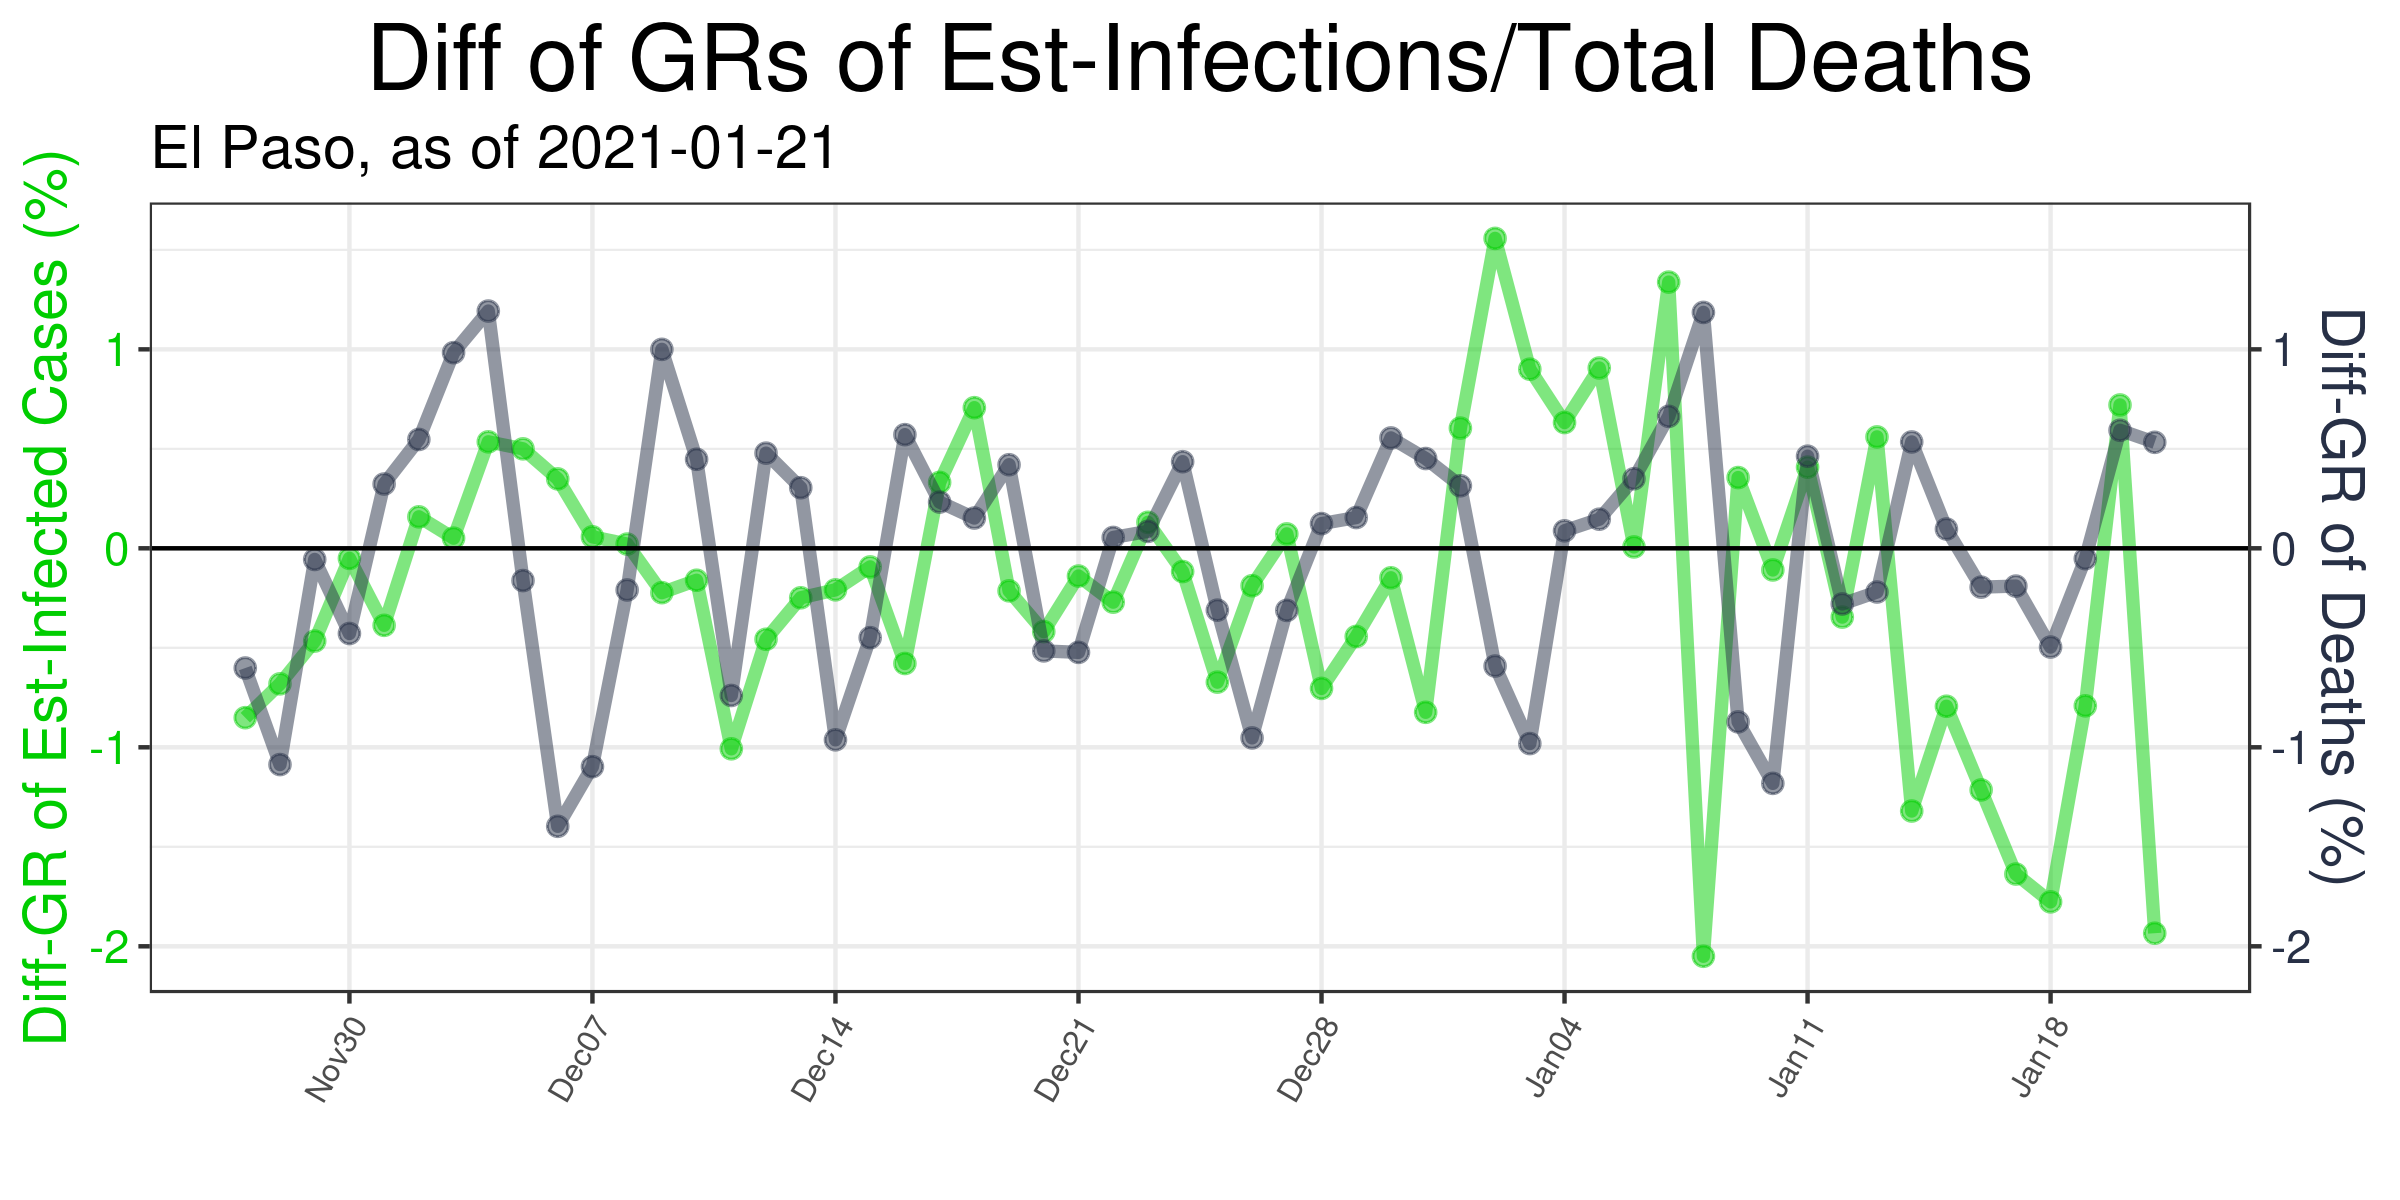 Diff of GRs of Est-Infections/Total Deaths
El Paso, as of 2021-01-21
Diff-GR of Est-Infected Cases (%)
1
0
-1
-2
1
0
-1
-2
Diff-GR of Deaths (%)
Nov30
Dec07
Dec14
Dec21
Dec28
Jan04
Jan11
Jan18